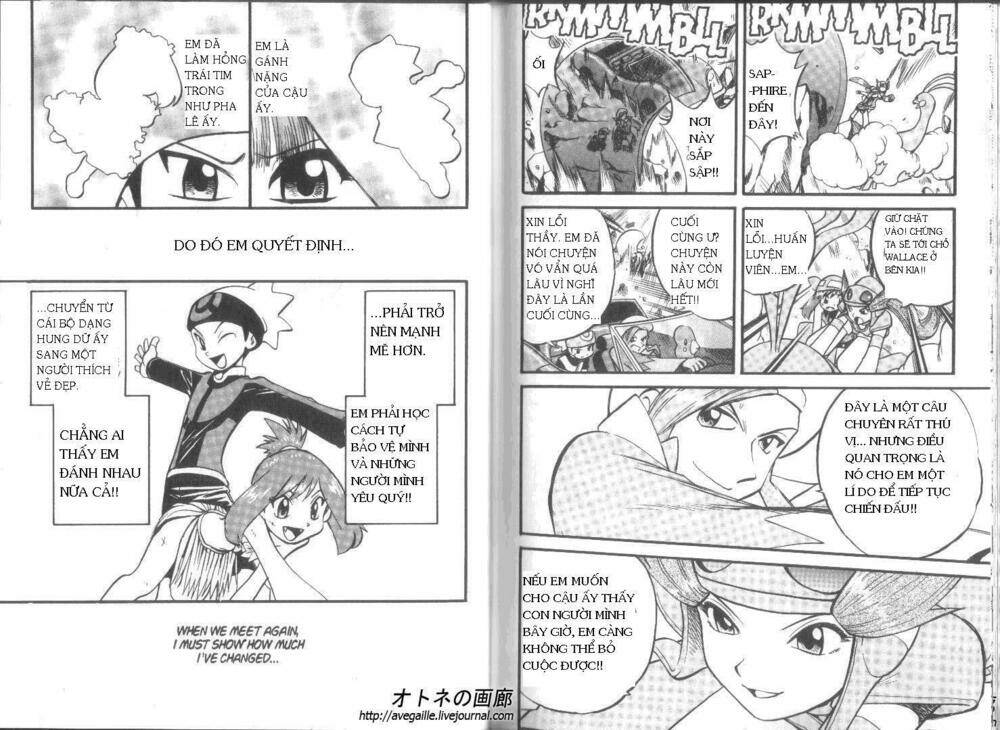 EM LÀ
GÁNH
NẶNG
CỦA CẬU
ẤY.
EM ĐÃ
LÀM HỎNG
TRÁI TIM
TRONG
NHƯ PHA
LÊ ẤY.
DO ĐÓ EM QUYẾT ĐỊNH...
...PHẢI TRỞ
NÊN MẠNH
MẼ HƠN.
EM PHẢI HỌC
CÁCH TỰ
BẢO VỆ MÌNH
VÀ NHỮNG
NGƯỜI MÌNH
YÊU QUÝ!!
...CHUYỂN TỪ
CÁI BỘ DẠNG
HUNG DỮ ẤY
SANG MỘT
NGƯỜI THÍCH
VẺ ĐẸP.
CHẲNG AI
THẤY EM
ĐÁNH NHAU
NỮA CẢ!!
WHEN WE MEET AGAIN,
I MUST SHOW HOW MUCH
I'VE CHANGED...
オトネの画廊
http://avegaille.livejournal.com/
SAP-
PHIRE,
ĐẾN
ĐÂY!
ỐI
NƠI
NÀY
SẮP
SẬP!!
GIỮ CHẶT
VÀO! CHÚNG
TA SẼ TỚI CHỖ
WALLACE Ở
BÊN KIA!!
XIN
LỖI...HUẤN
LUYỆN
VIÊN...EM...
CUỐI
CÙNG Ư?
CHUYỆN
NÀY CÒN
LÂU MỚI
HẾT!!
XIN LỖI
THẦY. EM ĐÃ
NÓI CHUYỆN
VỚ VẨN QUÁ
LÂU VÌ NGHĨ
ĐÂY LÀ LẦN
CUỐI CÙNG...
ĐÂY LÀ MỘT CÂU
CHUYÊN RẤT THÚ
VỊ... NHƯNG ĐIỀU
QUAN TRỌNG LÀ
NÓ CHO EM MỘT
LÍ DO ĐỂ TIẾP TỤC
CHIẾN ĐẤU!!
NẾU EM MUỐN
CHO CẬU ẤY THẤY
CON NGƯỜI MÌNH
BÂY GIỜ, EM CÀNG
KHÔNG THỂ BỎ
CUỘC ĐƯỢC!!